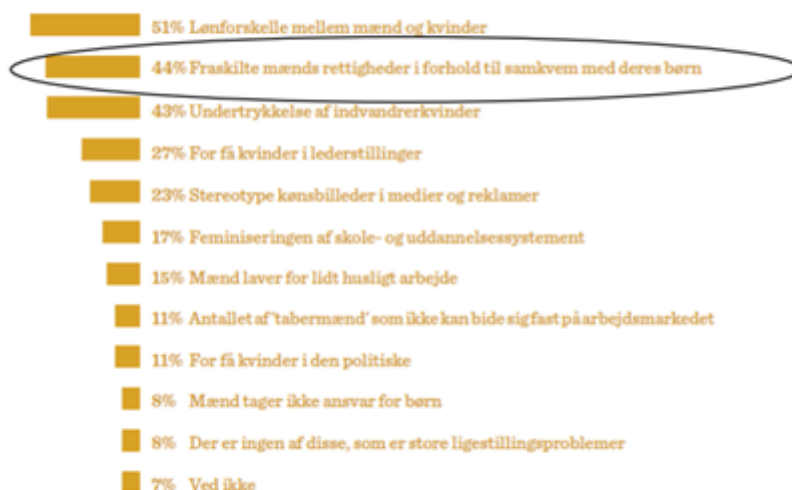 51% Lønforskelle mellem mænd og kvinder
44% Fraskilte mænds rettigheder i forhold til samkvem med deres børn
43% Undertrykkelse af indvandrerkvinder
27% For få kvinder i lederstillinger
23% Stereotype kønsbilleder i medier og reklamer
17% Feminiseringen af skole- og uddannelsessystement
15% Mænd laver for lidt husligt arbejde
11% Antallet af 'tabermænd' som ikke kan bide sig fast på arbejdsmarkedet
11% For få kvinder i den politiske
8% Mænd tager ikke ansvar for børn
8% Der er ingen af disse, som er store ligestillingsproblemer
7% Ved ikke